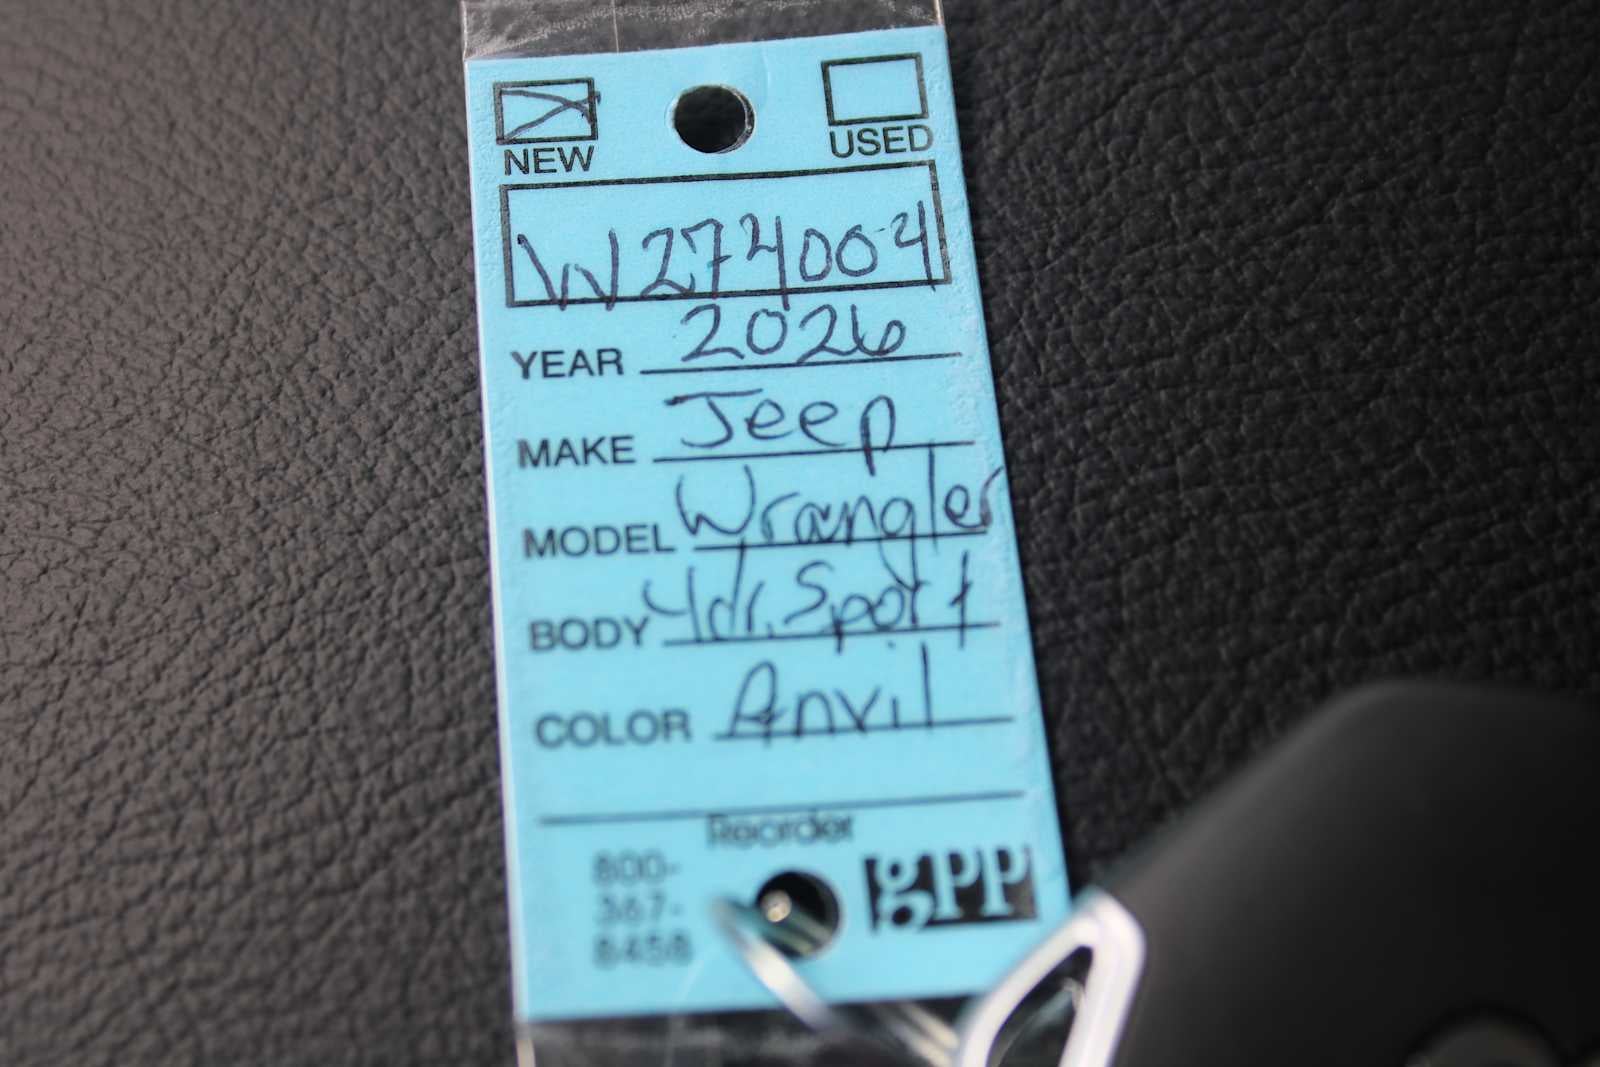 NEW USED
W274004
YEAR 2026
MAKE Jeep
MODEL Wrangler
BODY 4dr. Sport
COLOR Anvil
Reorder
800-
367-
8458
gpp